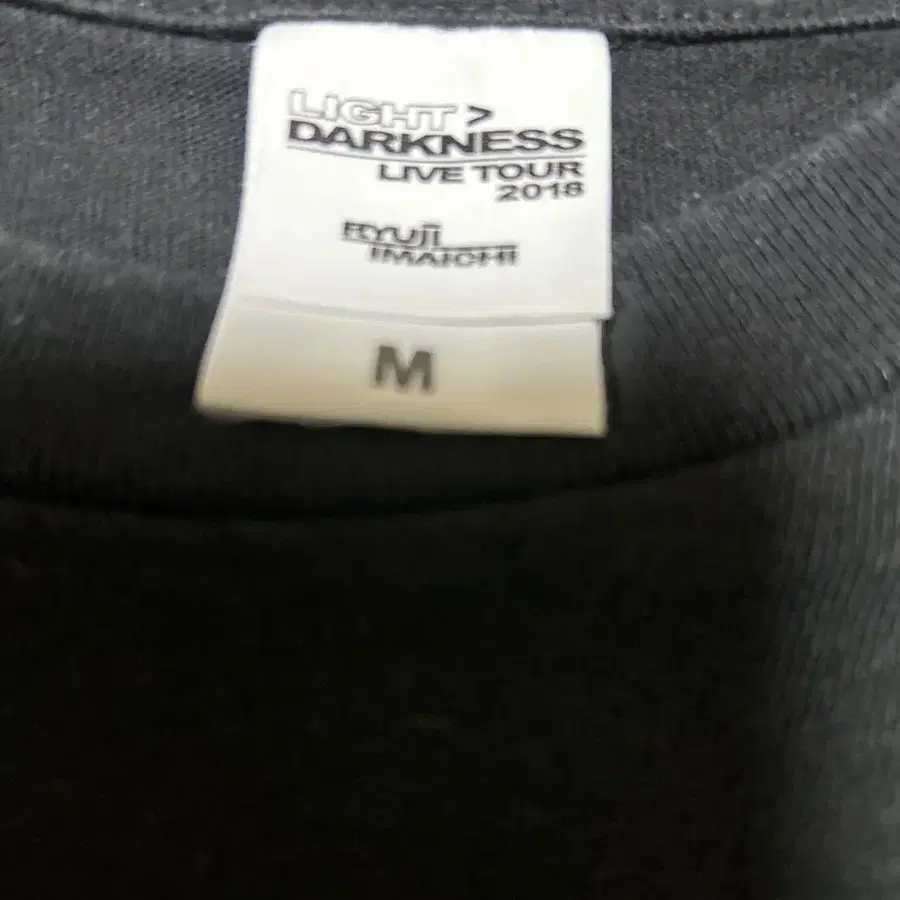 LIGHT >
DARKNESS
LIVE TOUR
2018
RYUJI
IMAICHI
M